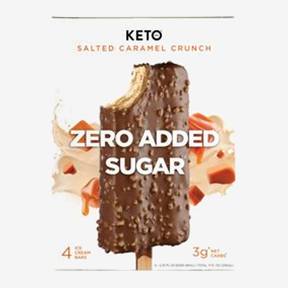 KETO
SALTED CARAMEL CRUNCH
ZERO ADDED
SUGAR
4 ICE
CREAM
BARS
3g* NET
CARBS